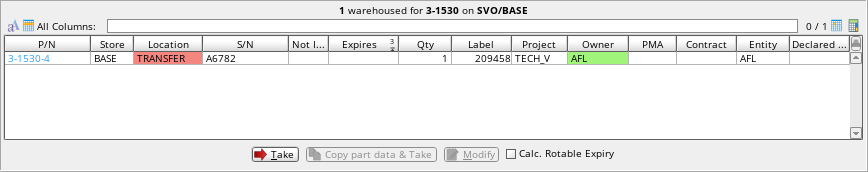 1 warehoused for 3-1530 on SVO/BASE
All Columns: 0 / 1
P/N Store Location S/N Not I... Expires 3 Qty Label Project Owner PMA Contract Entity Declared ...
3-1530-4 BASE TRANSFER A6782 1 209458 TECH_V AFL AFL
Take Copy part data & Take Modify Calc. Rotable Expiry